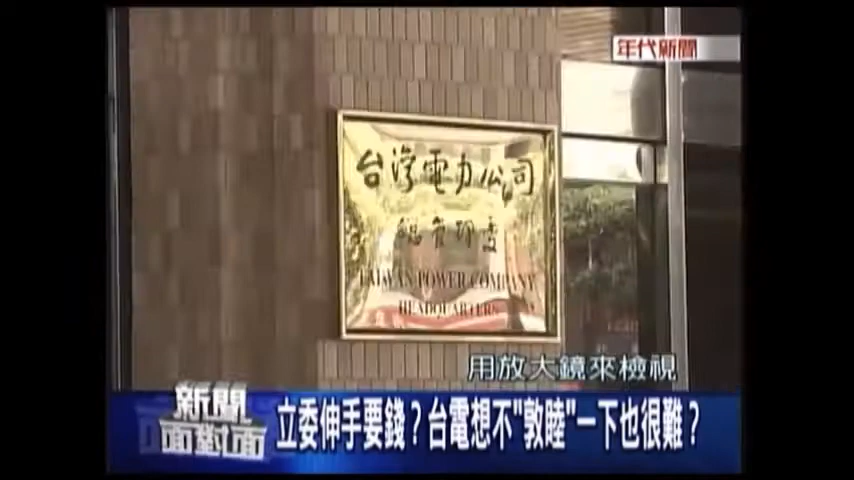 年代新聞
台灣電力公司
總管理處
TAIWAN POWER COMPANY
HEADQUARTERS
用放大鏡來檢視
新聞
面對面
立委伸手要錢？台電想不"敦睦"一下也很難？